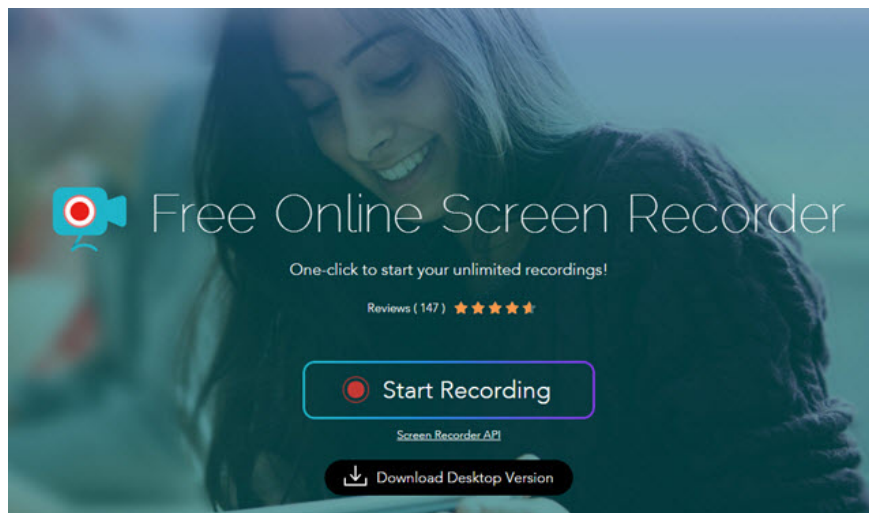 Free Online Screen Recorder
One-click to start your unlimited recordings!
Reviews ( 147 )
Start Recording
Screen Recorder API
Download Desktop Version